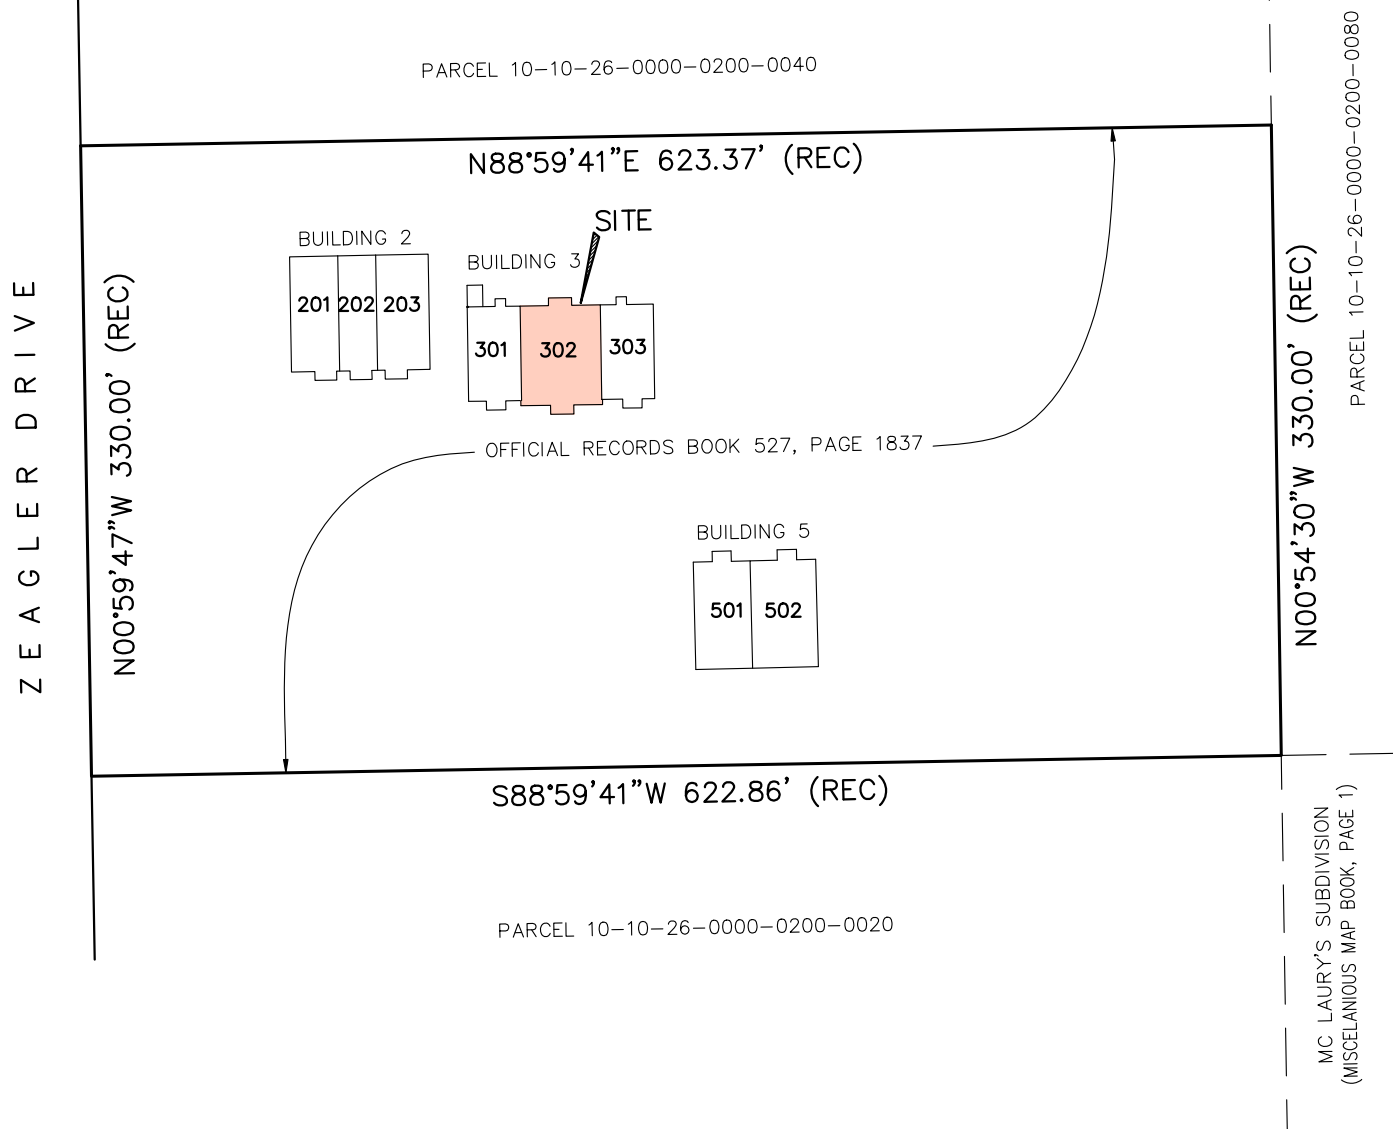 PARCEL 10-10-26-0000-0200-0040
PARCEL 10-10-26-0000-0200-0080
N88°59'41"E 623.37' (REC)
SITE
BUILDING 2
BUILDING 3
201 202 203
301 302 303
ZEAGLER DRIVE
N00°59'47"W 330.00' (REC)
N00°54'30"W 330.00' (REC)
OFFICIAL RECORDS BOOK 527, PAGE 1837
BUILDING 5
501 502
S88°59'41"W 622.86' (REC)
PARCEL 10-10-26-0000-0200-0020
MC LAURY'S SUBDIVISION
(MISCELANIOUS MAP BOOK, PAGE 1)